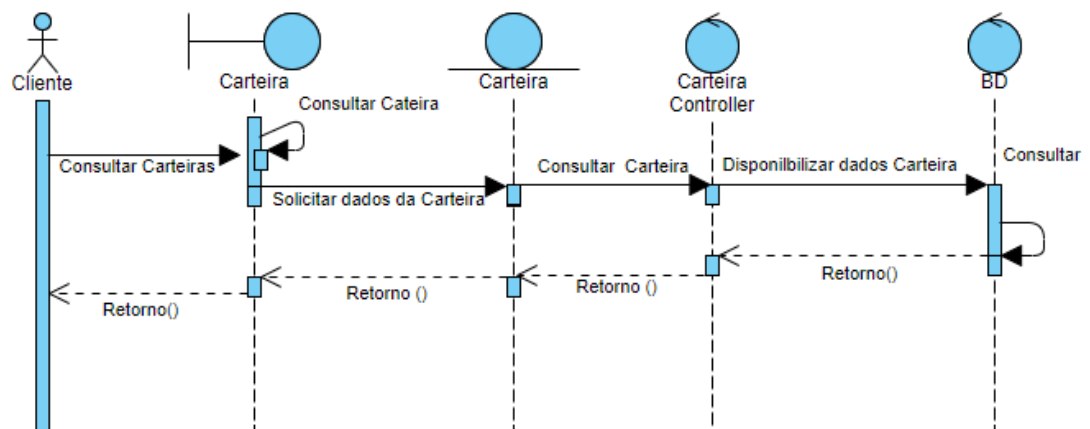 Cliente
Carteira
Carteira
Carteira
Controller
BD
Consultar Cateira
Consultar Carteiras
Solicitar dados da Carteira
Consultar Carteira
Disponilbilizar dados Carteira
Consultar
Retorno()
Retorno ()
Retorno ()
Retorno()